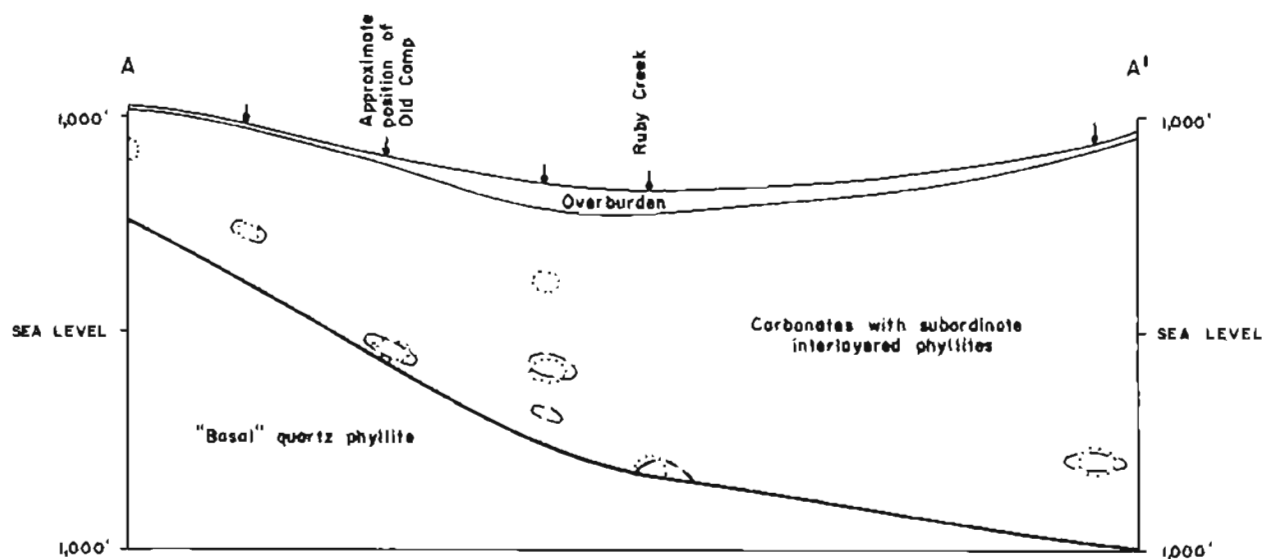 A
Approximate
position of
Old Camp
Ruby Creek
A'
1,000'
1,000'
Overburden
SEA LEVEL
Carbonates with subordinate
interlayered phyllites
SEA LEVEL
"Basal" quartz phyllite
1,000'
1,000'